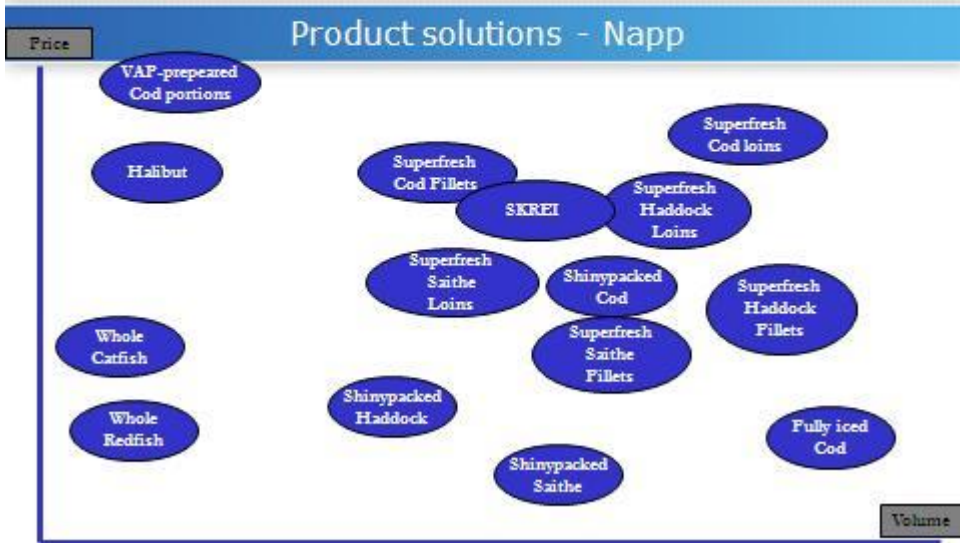 Product solutions - Napp
Price
VAP-prepeared
Cod portions
Superfresh
Cod loins
Halibut
Superfresh
Cod Fillets
SKREI
Superfresh
Haddock
Loins
Superfresh
Saithe
Loins
Shinypacked
Cod
Superfresh
Haddock
Fillets
Whole
Catfish
Superfresh
Saithe
Fillets
Shinypacked
Haddock
Whole
Redfish
Fully iced
Cod
Shinypacked
Saithe
Volume